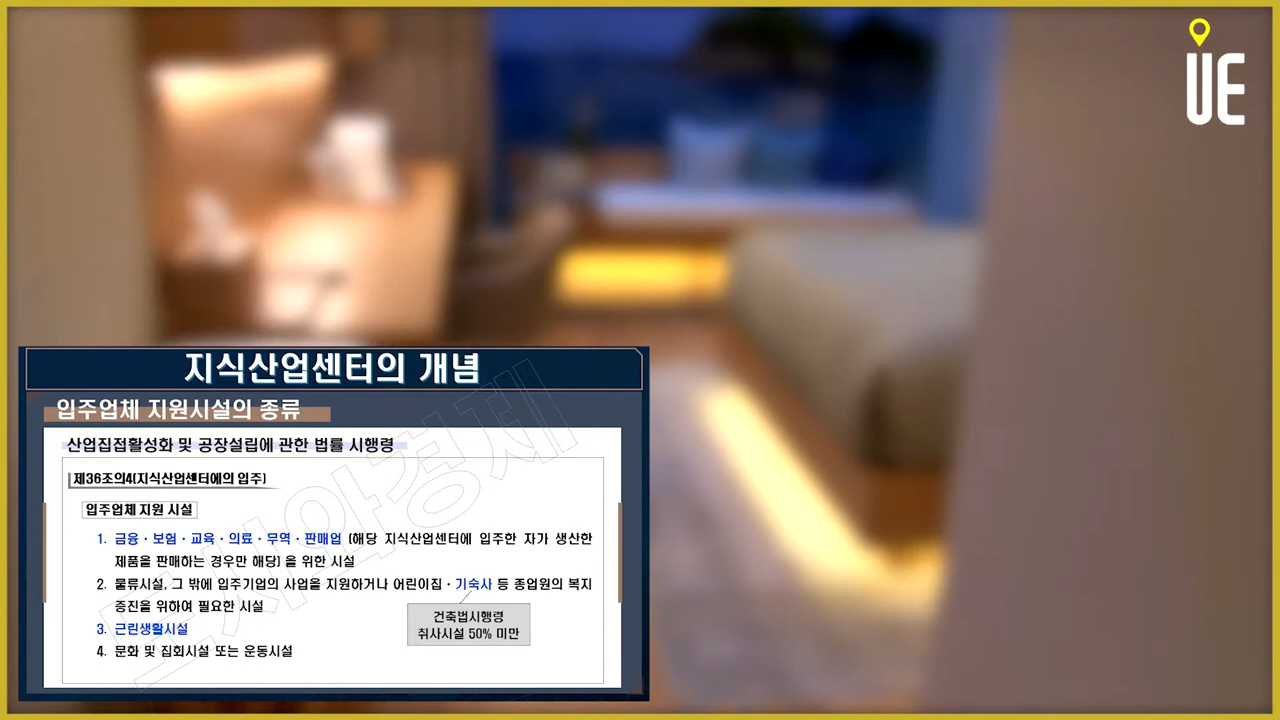 UE
지식산업센터의 개념
입주업체 지원시설의 종류
산업집접활성화 및 공장설립에 관한 법률 시행령
제36조의4(지식산업센터에의 입주)
입주업체 지원 시설
1. 금융·보험·교육·의료·무역·판매업 (해당 지식산업센터에 입주한 자가 생산한
제품을 판매하는 경우만 해당) 을 위한 시설
2. 물류시설, 그 밖에 입주기업의 사업을 지원하거나 어린이집·기숙사 등 종업원의 복지
증진을 위하여 필요한 시설
건축법시행령
취사시설 50% 미만
3. 근린생활시설
4. 문화 및 집회시설 또는 운동시설
도시와경제